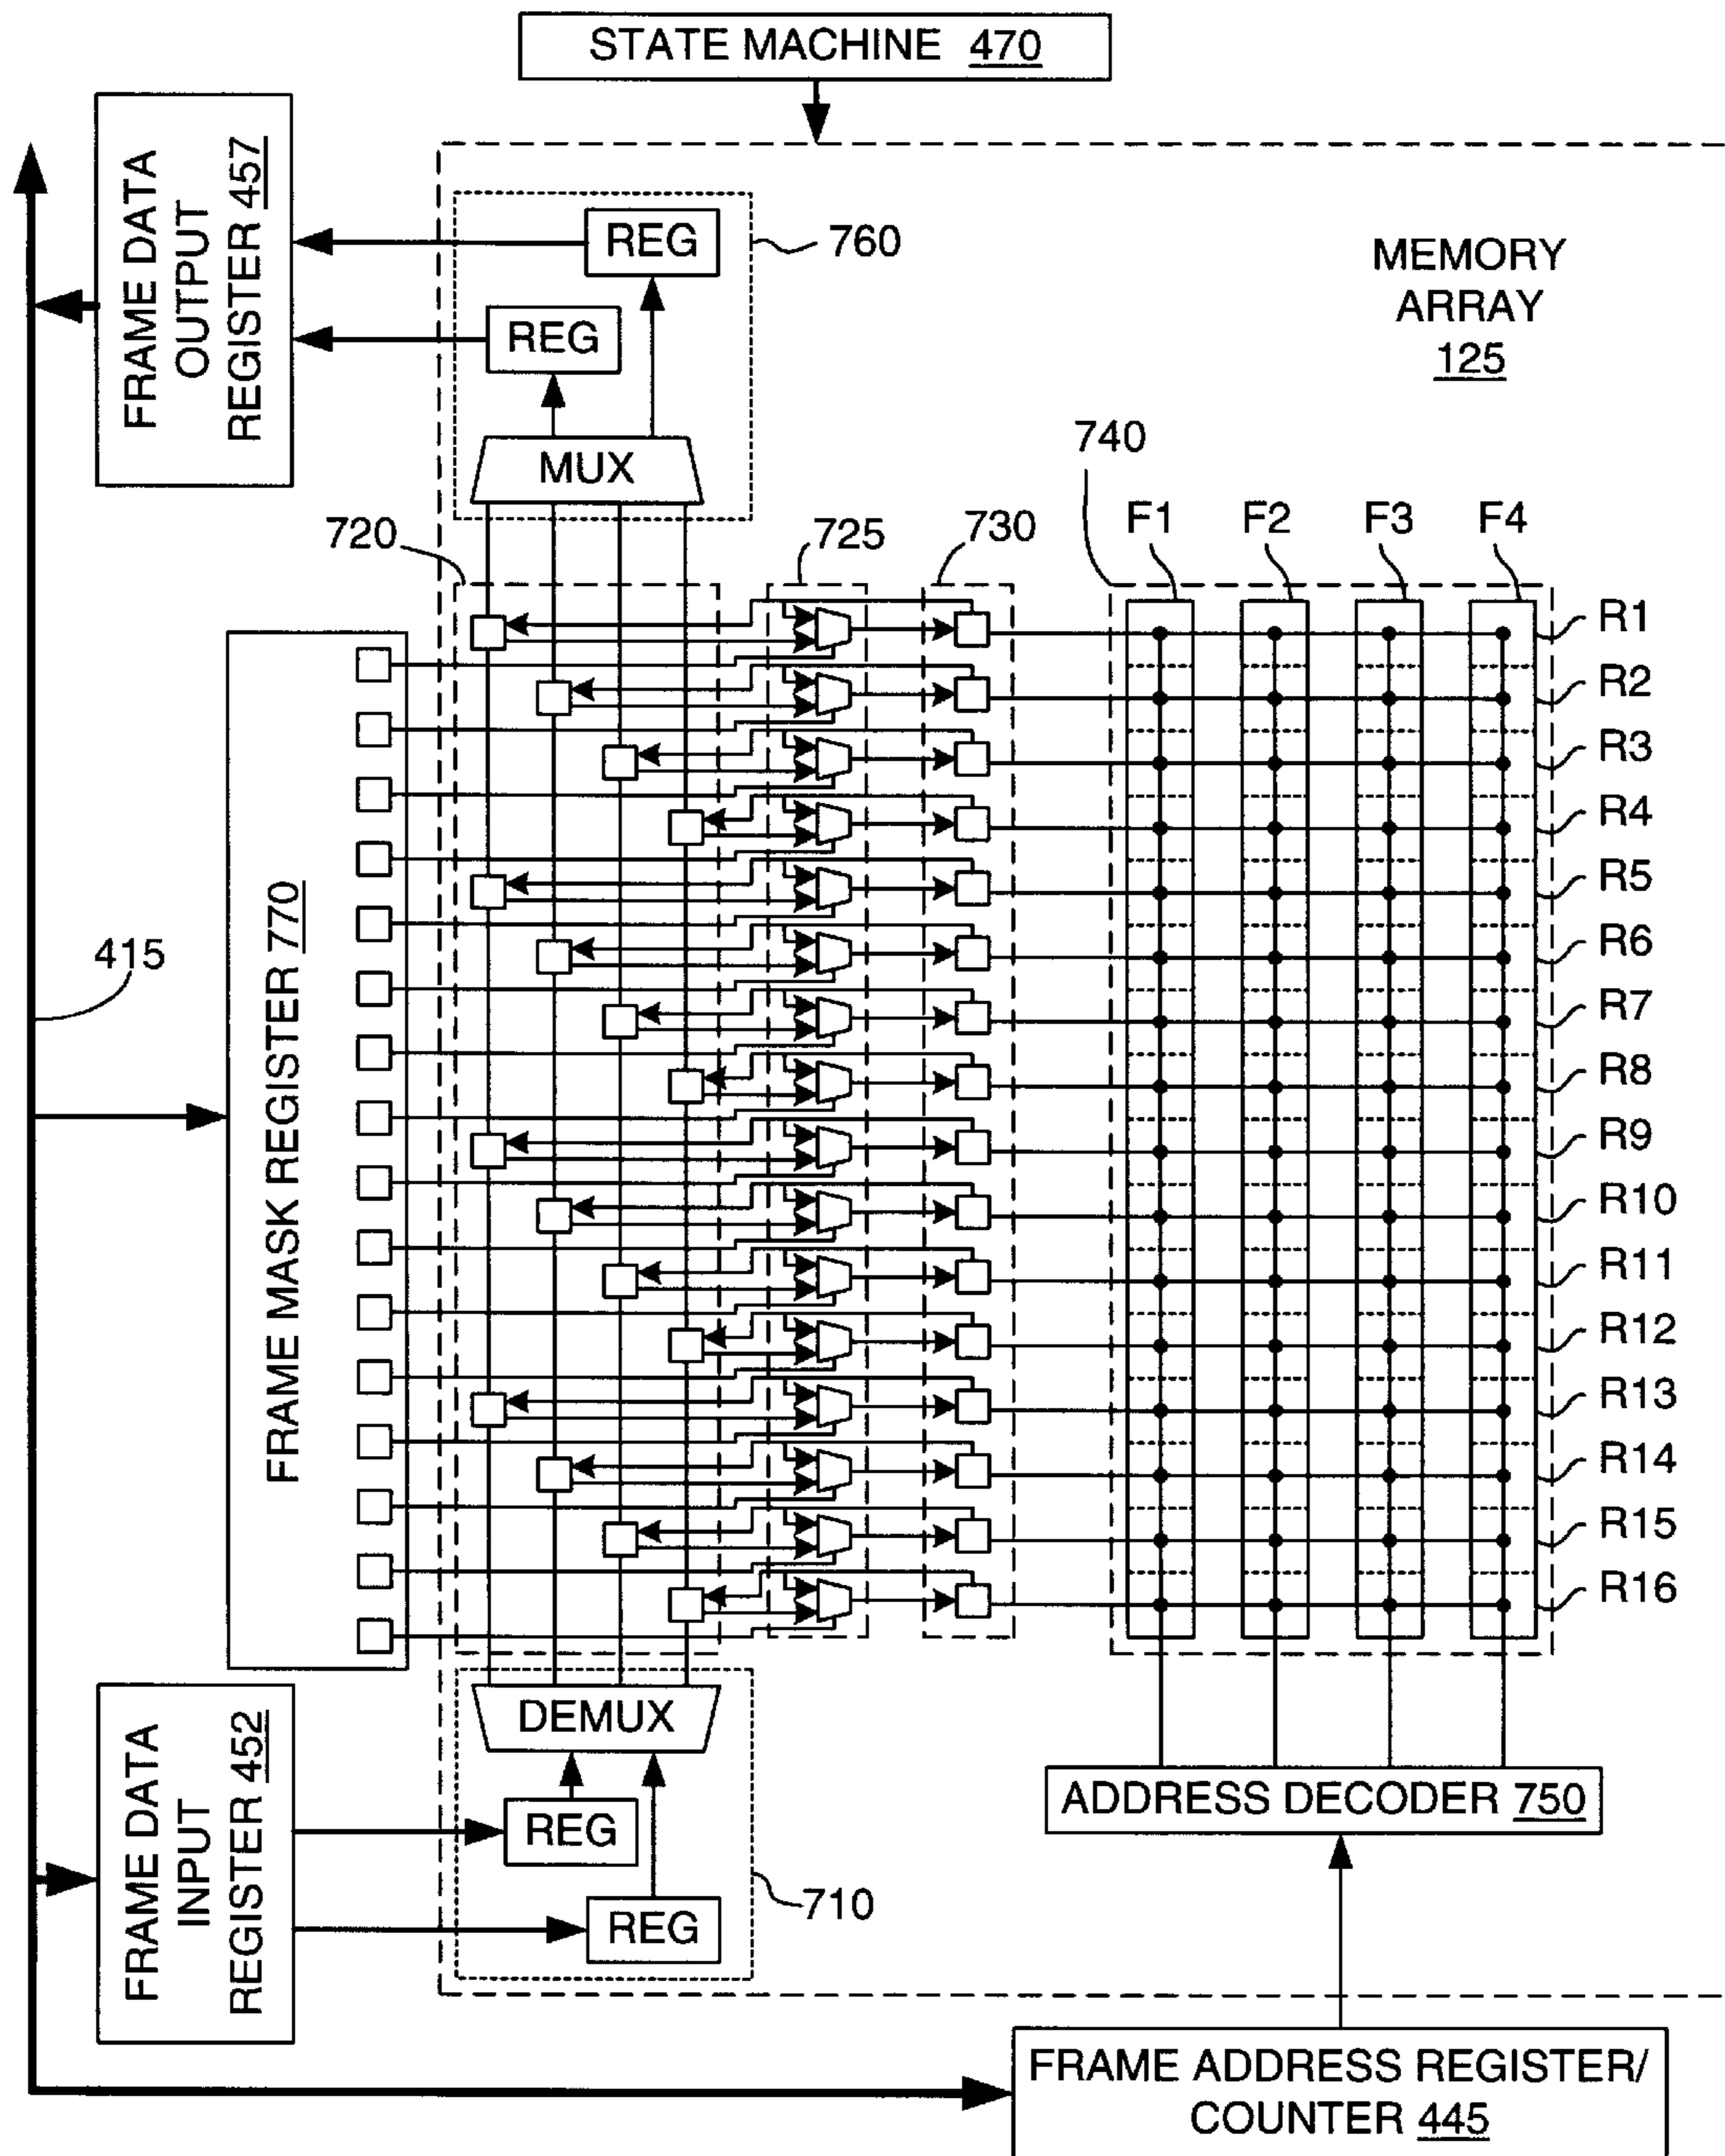 STATE MACHINE 470
FRAME DATA
OUTPUT
REGISTER 457
REG
REG
760
MUX
MEMORY
ARRAY
125
720
725
730
740
F1
F2
F3
F4
R1
R2
R3
R4
R5
R6
R7
R8
R9
R10
R11
R12
R13
R14
R15
R16
415
FRAME MASK REGISTER 770
DEMUX
REG
REG
710
FRAME DATA
INPUT
REGISTER 452
ADDRESS DECODER 750
FRAME ADDRESS REGISTER/
COUNTER 445